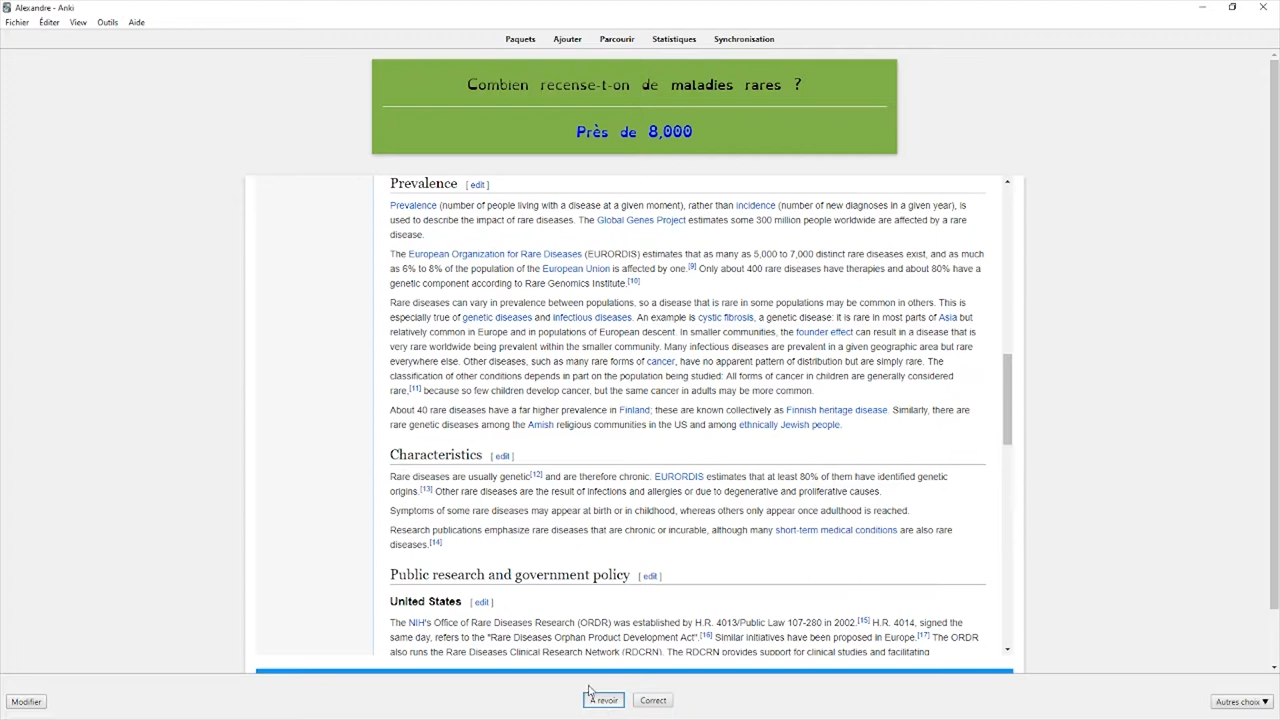 Alexandre - Anki
Fichier Éditer View Outils Aide
Paquets Ajouter Parcourir Statistiques Synchronisation
Combien recense-t-on de maladies rares ?
Près de 8,000
Prevalence [ edit ]
Prevalence (number of people living with a disease at a given moment), rather than incidence (number of new diagnoses in a given year), is
used to describe the impact of rare diseases. The Global Genes Project estimates some 300 million people worldwide are affected by a rare
disease.
The European Organization for Rare Diseases (EURORDIS) estimates that as many as 5,000 to 7,000 distinct rare diseases exist, and as much
as 6% to 8% of the population of the European Union is affected by one.[9] Only about 400 rare diseases have therapies and about 80% have a
genetic component according to Rare Genomics Institute.[10]
Rare diseases can vary in prevalence between populations, so a disease that is rare in some populations may be common in others. This is
especially true of genetic diseases and infectious diseases. An example is cystic fibrosis, a genetic disease: it is rare in most parts of Asia but
relatively common in Europe and in populations of European descent. In smaller communities, the founder effect can result in a disease that is
very rare worldwide being prevalent within the smaller community. Many infectious diseases are prevalent in a given geographic area but rare
everywhere else. Other diseases, such as many rare forms of cancer, have no apparent pattern of distribution but are simply rare. The
classification of other conditions depends in part on the population being studied: All forms of cancer in children are generally considered
rare,[11] because so few children develop cancer, but the same cancer in adults may be more common.
About 40 rare diseases have a far higher prevalence in Finland; these are known collectively as Finnish heritage disease. Similarly, there are
rare genetic diseases among the Amish religious communities in the US and among ethnically Jewish people.
Characteristics [ edit ]
Rare diseases are usually genetic[12] and are therefore chronic. EURORDIS estimates that at least 80% of them have identified genetic
origins.[13] Other rare diseases are the result of infections and allergies or due to degenerative and proliferative causes.
Symptoms of some rare diseases may appear at birth or in childhood, whereas others only appear once adulthood is reached.
Research publications emphasize rare diseases that are chronic or incurable, although many short-term medical conditions are also rare
diseases.[14]
Public research and government policy [ edit ]
United States [ edit ]
The NIH's Office of Rare Diseases Research (ORDR) was established by H.R. 4013/Public Law 107-280 in 2002.[15] H.R. 4014, signed the
same day, refers to the "Rare Diseases Orphan Product Development Act".[16] Similar initiatives have been proposed in Europe.[17] The ORDR
also runs the Rare Diseases Clinical Research Network (RDCRN). The RDCRN provides support for clinical studies and facilitating
Modifier À revoir Correct Autres choix ▼